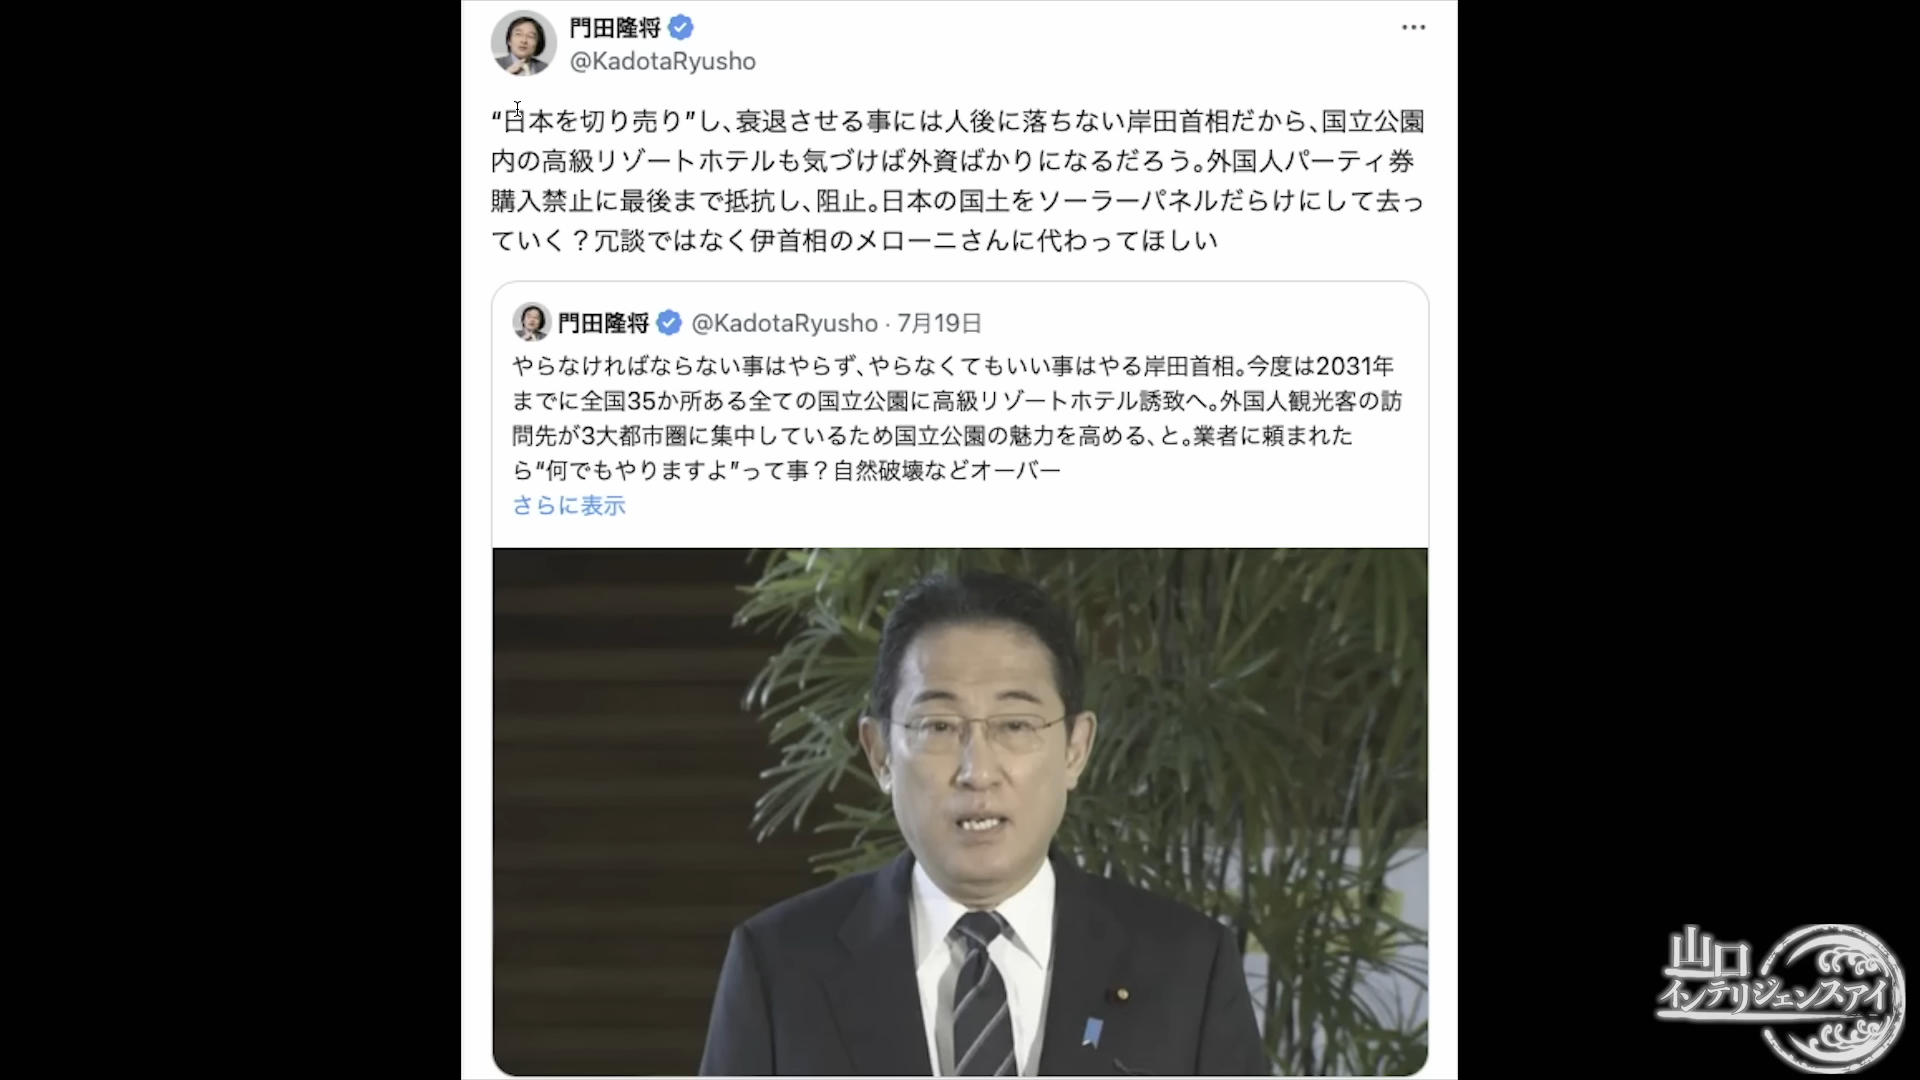 門田隆将
@KadotaRyusho
“日本を切り売り”し、衰退させる事には人後に落ちない岸田首相だから、国立公園
内の高級リゾートホテルも気づけば外資ばかりになるだろう。外国人パーティ券
購入禁止に最後まで抵抗し、阻止。日本の国土をソーラーパネルだらけにして去っ
ていく？冗談ではなく伊首相のメローニさんに代わってほしい
門田隆将 @KadotaRyusho · 7月19日
やらなければならない事はやらず、やらなくてもいい事はやる岸田首相。今度は2031年
までに全国35か所ある全ての国立公園に高級リゾートホテル誘致へ。外国人観光客の訪
問先が3大都市圏に集中しているため国立公園の魅力を高める、と。業者に頼まれた
ら“何でもやりますよ”って事？自然破壊などオーバー
さらに表示
山口
インテリジェンスアイ